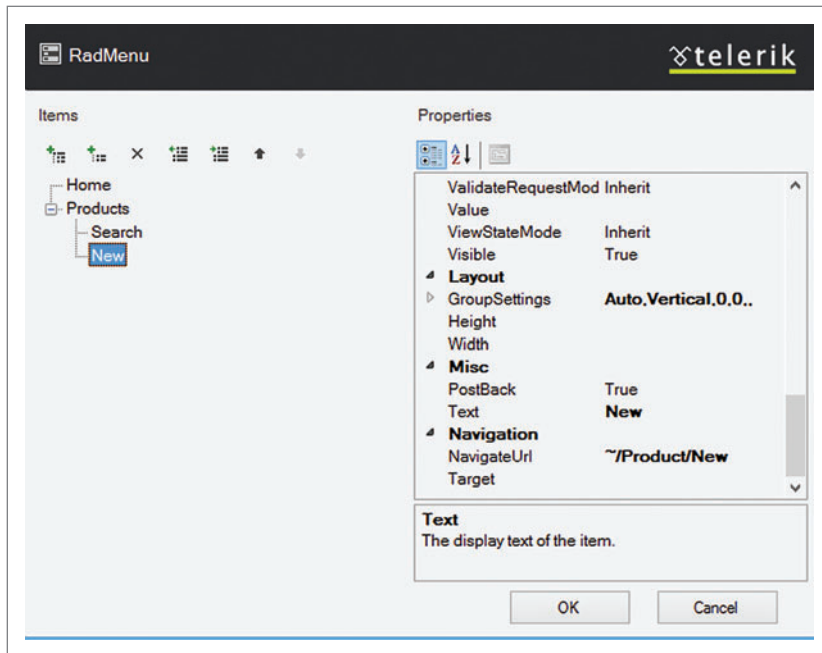 RadMenu
telerik
Items
Properties
Home
Products
Search
New
A
Z
ValidateRequestMod Inherit
Value
ViewStateMode Inherit
Visible True
Layout
GroupSettings Auto,Vertical,0,0,,
Height
Width
Misc
PostBack True
Text New
Navigation
NavigateUrl ~/Product/New
Target
Text
The display text of the item.
OK
Cancel